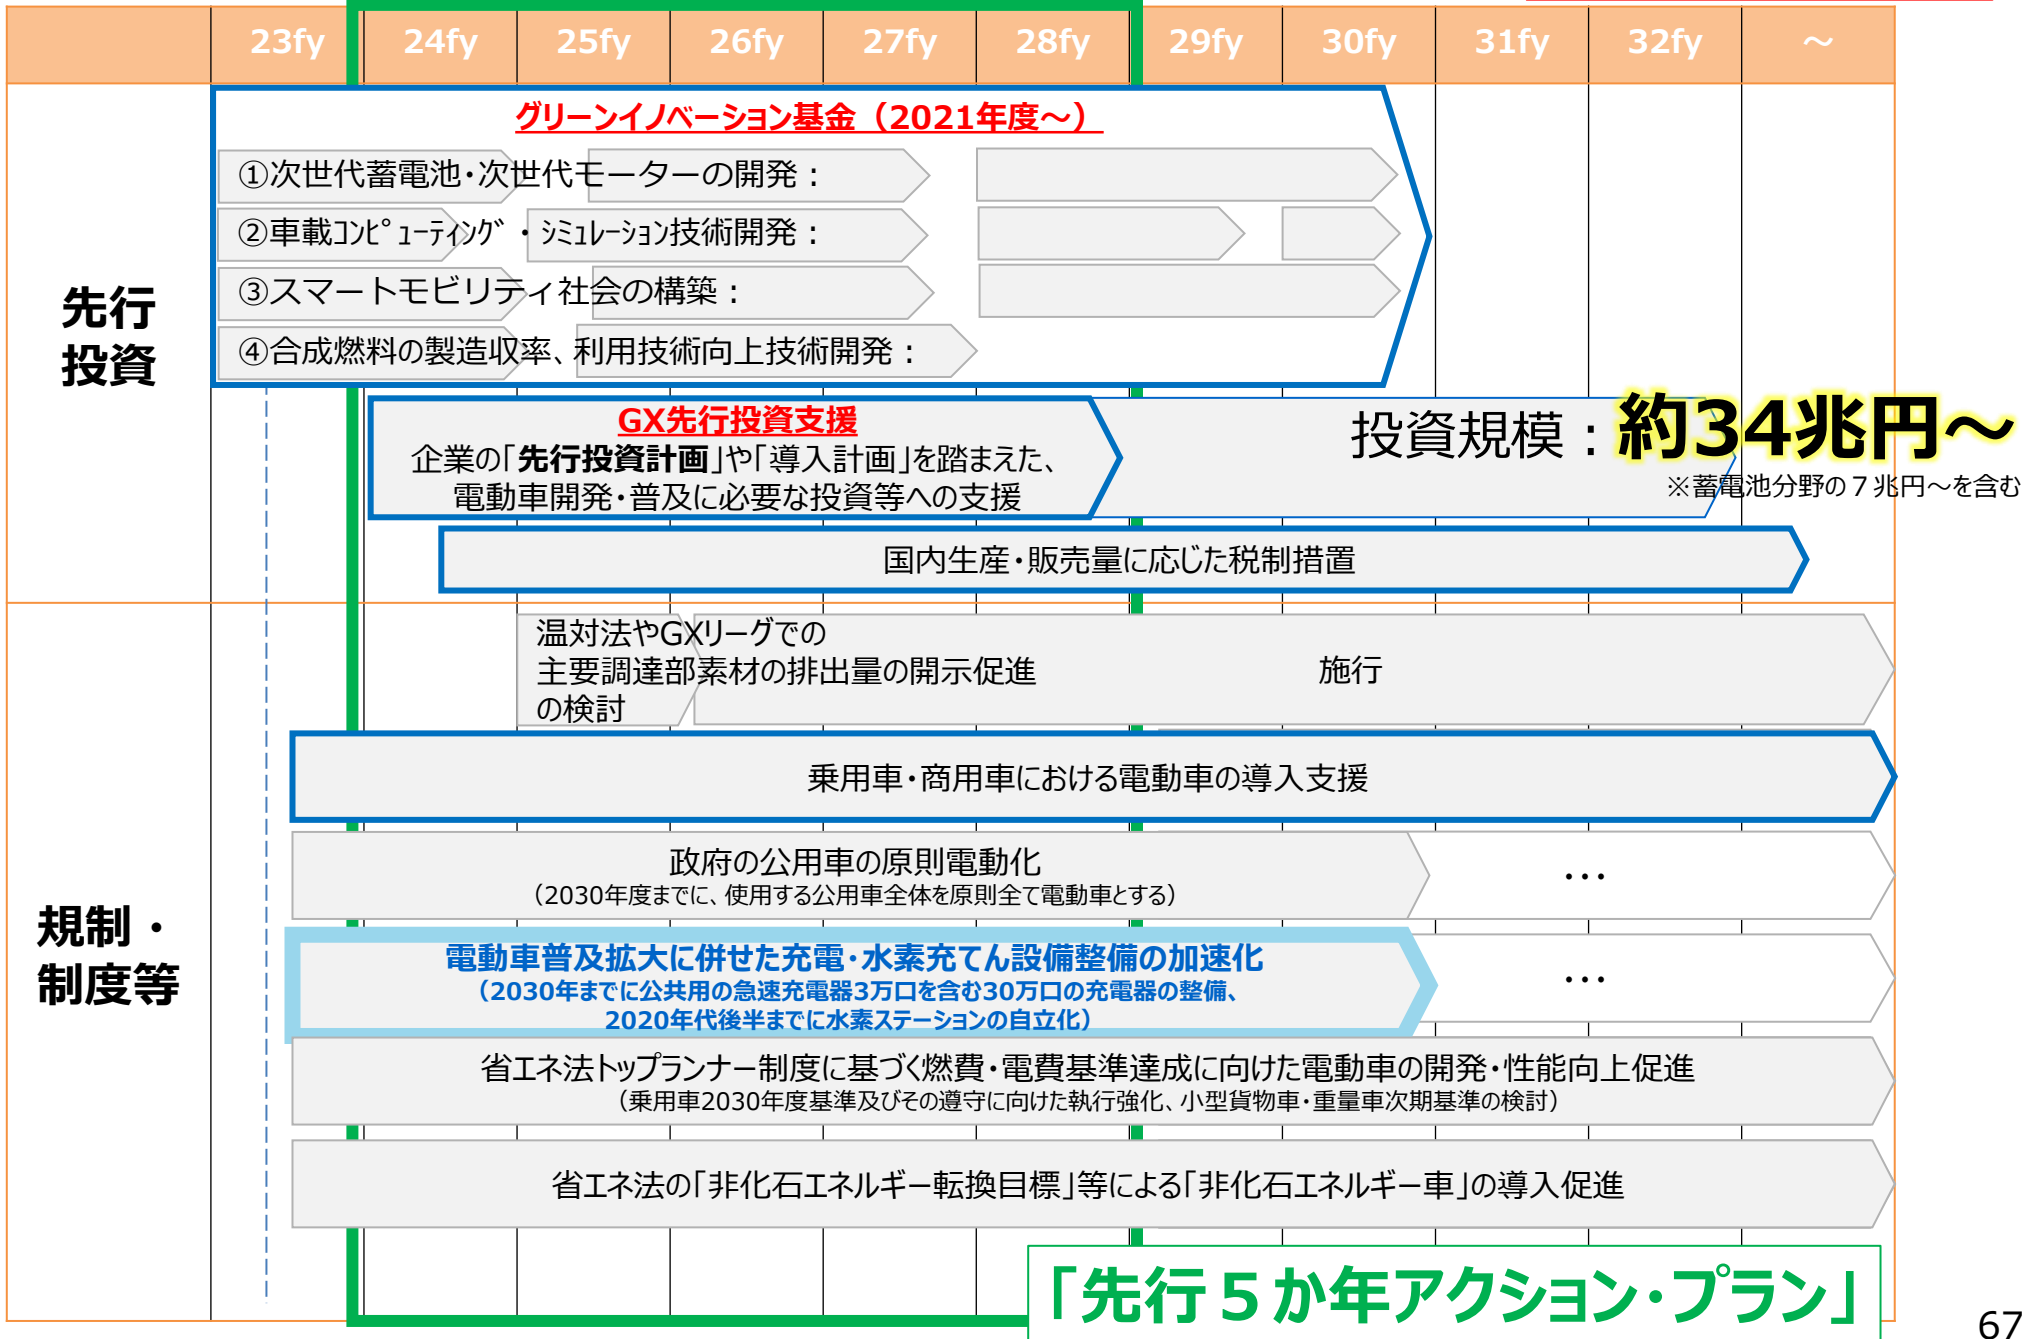 23fy 24fy 25fy 26fy 27fy 28fy 29fy 30fy 31fy 32fy ～
先行
投資
グリーンイノベーション基金（2021年度～）
①次世代蓄電池・次世代モーターの開発：
②車載ｺﾝﾋﾟｭｰﾃｨﾝｸﾞ・ｼﾐｭﾚｰｼｮﾝ技術開発：
③スマートモビリティ社会の構築：
④合成燃料の製造収率、利用技術向上技術開発：
GX先行投資支援
企業の「先行投資計画」や「導入計画」を踏まえた、
電動車開発・普及に必要な投資等への支援
投資規模：約34兆円～
※蓄電池分野の７兆円～を含む
国内生産・販売量に応じた税制措置
規制・
制度等
温対法やGXリーグでの
主要調達部素材の排出量の開示促進
の検討
施行
乗用車・商用車における電動車の導入支援
政府の公用車の原則電動化
（2030年度までに、使用する公用車全体を原則全て電動車とする）
…
電動車普及拡大に併せた充電・水素充てん設備整備の加速化
（2030年までに公共用の急速充電器3万口を含む30万口の充電器の整備、
2020年代後半までに水素ステーションの自立化）
…
省エネ法トップランナー制度に基づく燃費・電費基準達成に向けた電動車の開発・性能向上促進
（乗用車2030年度基準及びその遵守に向けた執行強化、小型貨物車・重量車次期基準の検討）
省エネ法の「非化石エネルギー転換目標」等による「非化石エネルギー車」の導入促進
「先行５か年アクション・プラン」
67